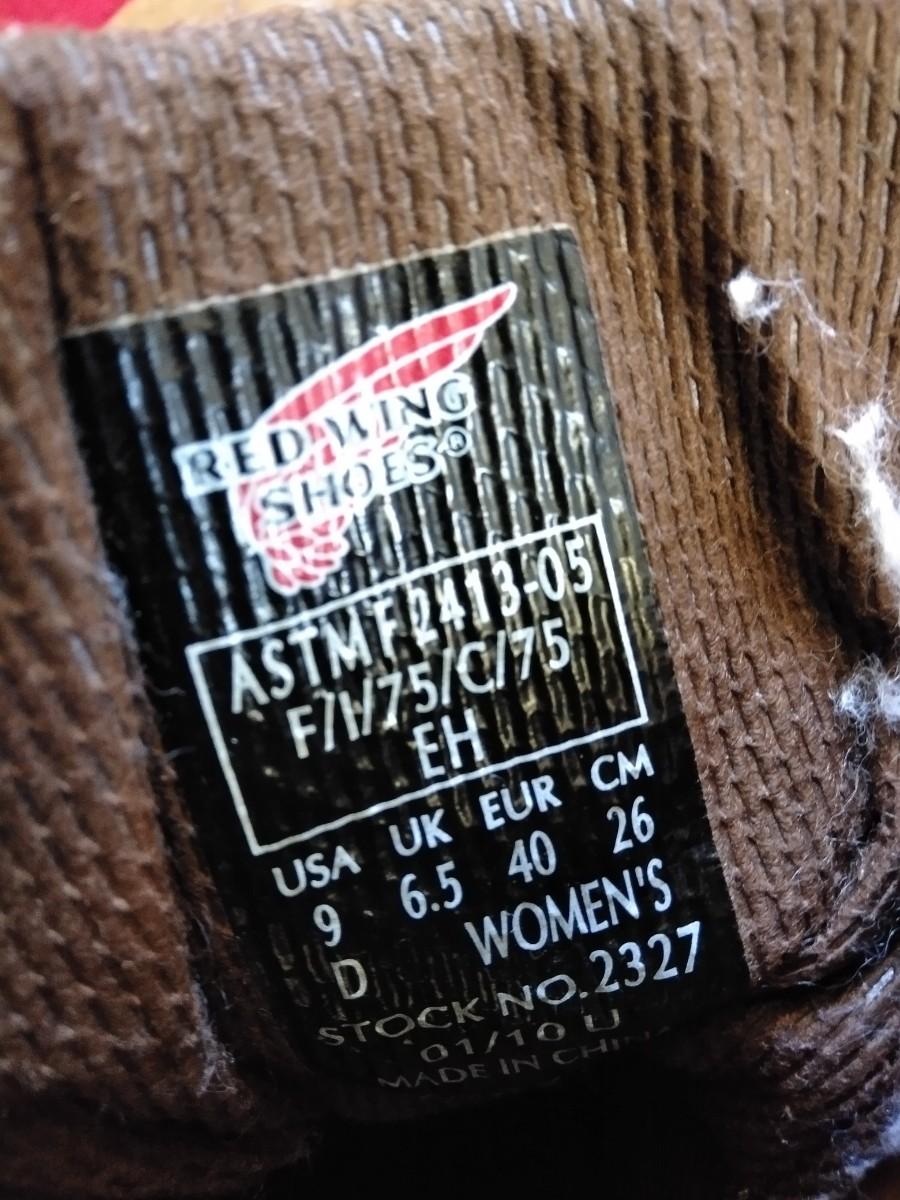 RED WING
SHOES®
ASTM F 2413-05
F/I/75/C/75
EH
USA UK EUR CM
9 6.5 40 26
D WOMEN'S
STOCK NO.2327
01/10 U
MADE IN CHINA